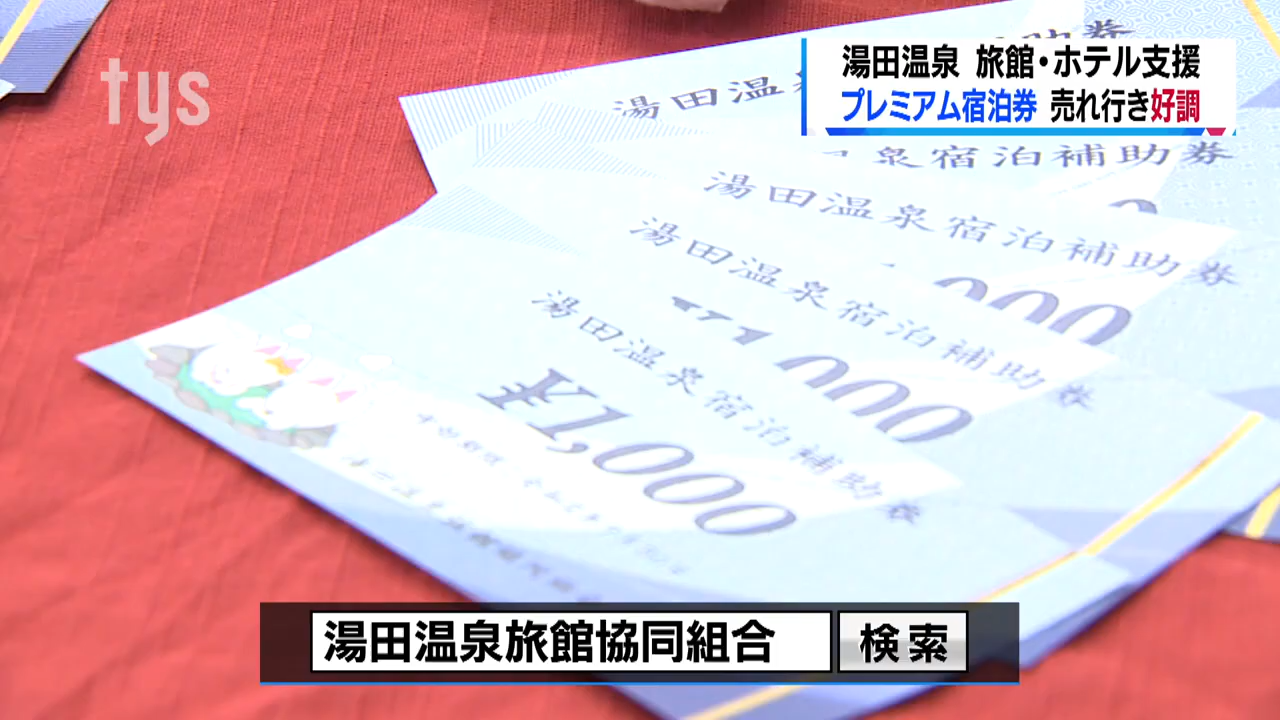 tys
湯田温泉 旅館・ホテル支援
プレミアム宿泊券 売れ行き好調
湯田温
泉宿泊補助券
湯田温泉宿泊補助券
湯田温泉宿泊補助券
湯田温泉宿泊補助券
¥1,000
湯田温泉旅館協同組合
検索